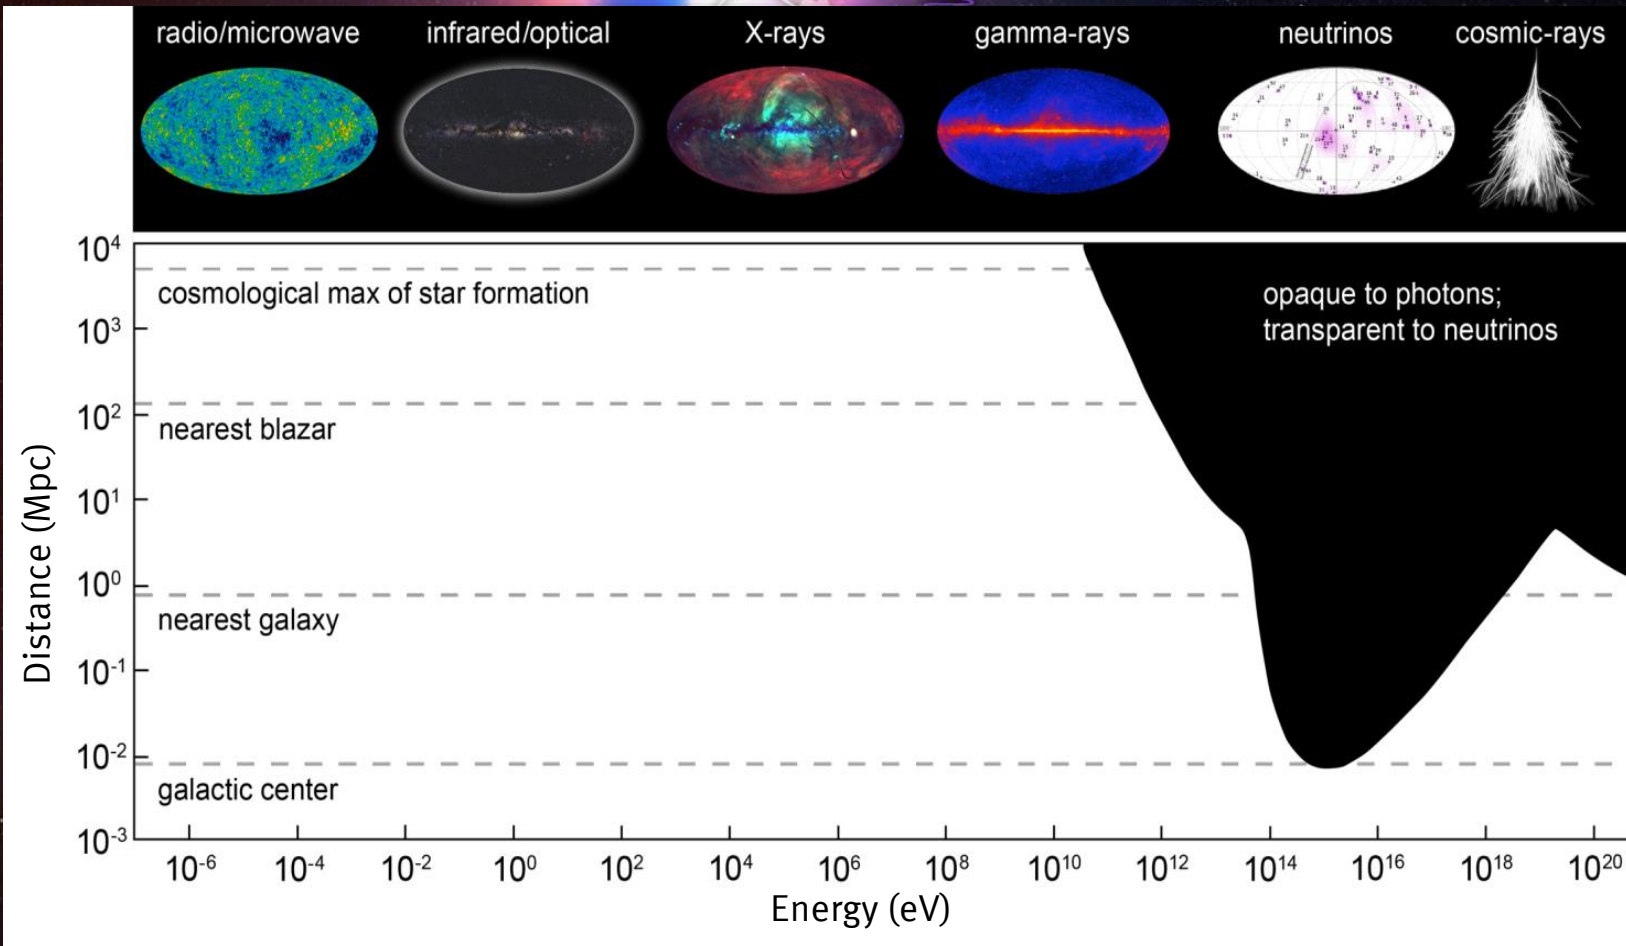 radio/microwave
infrared/optical
X-rays
gamma-rays
neutrinos
cosmic-rays
10⁴
cosmological max of star formation
opaque to photons;
transparent to neutrinos
10³
10²
nearest blazar
10¹
10⁰
nearest galaxy
10⁻¹
10⁻²
galactic center
10⁻³
Distance (Mpc)
10⁻⁶ 10⁻⁴ 10⁻² 10⁰ 10² 10⁴ 10⁶ 10⁸ 10¹⁰ 10¹² 10¹⁴ 10¹⁶ 10¹⁸ 10²⁰
Energy (eV)